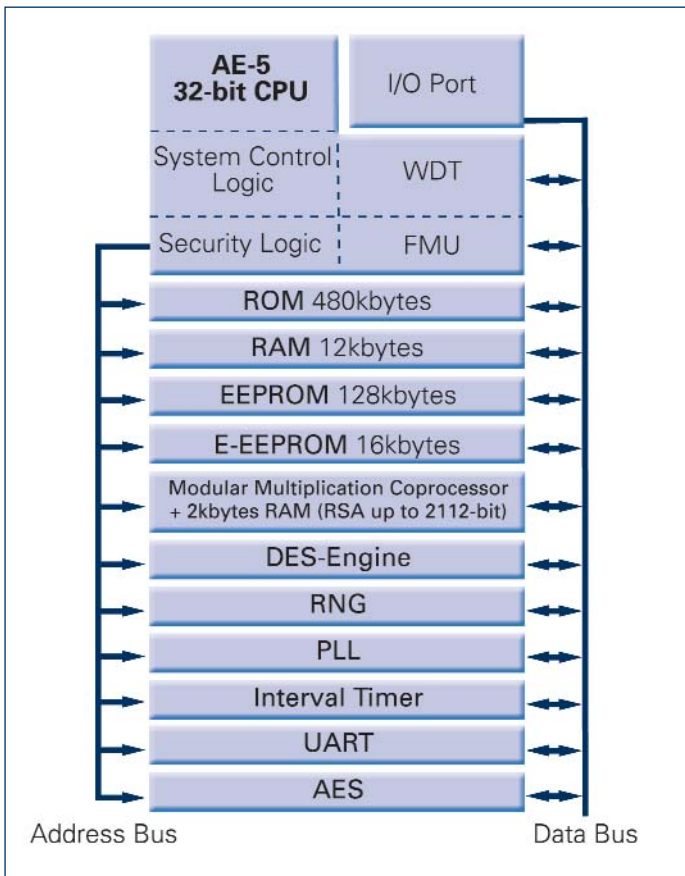 AE-5
32-bit CPU
I/O Port
System Control
Logic
WDT
Security Logic
FMU
ROM 480kbytes
RAM 12kbytes
EEPROM 128kbytes
E-EEPROM 16kbytes
Modular Multiplication Coprocessor
+ 2kbytes RAM (RSA up to 2112-bit)
DES-Engine
RNG
PLL
Interval Timer
UART
AES
Address Bus
Data Bus